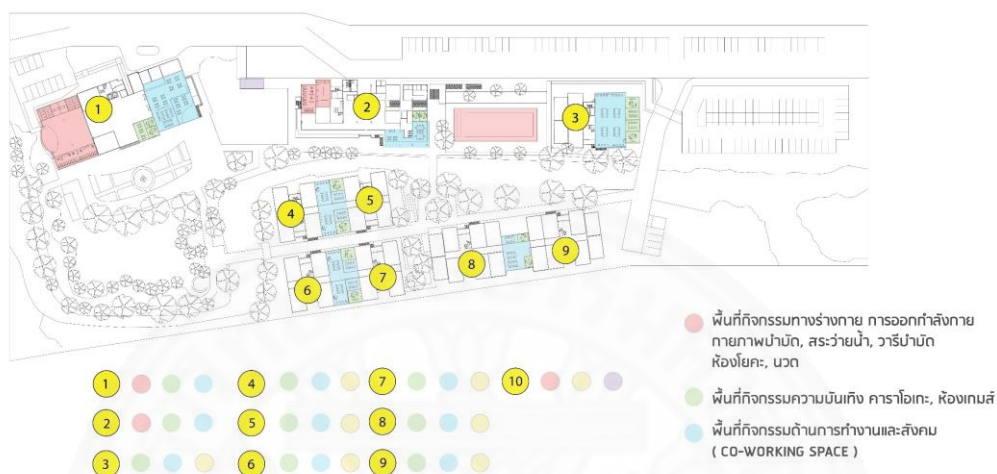 1
2
3
4
5
6
7
8
9
พื้นที่กิจกรรมทางร่างกาย การออกกำลังกาย
กายภาพบำบัด, สระว่ายน้ำ, วารีบำบัด
ห้องโยคะ, นวด
พื้นที่กิจกรรมความบันเทิง คาราโอเกะ, ห้องเกมส์
พื้นที่กิจกรรมด้านการทำงานและสังคม
( CO-WORKING SPACE )
1 4 7 10
2 5 8
3 6 9